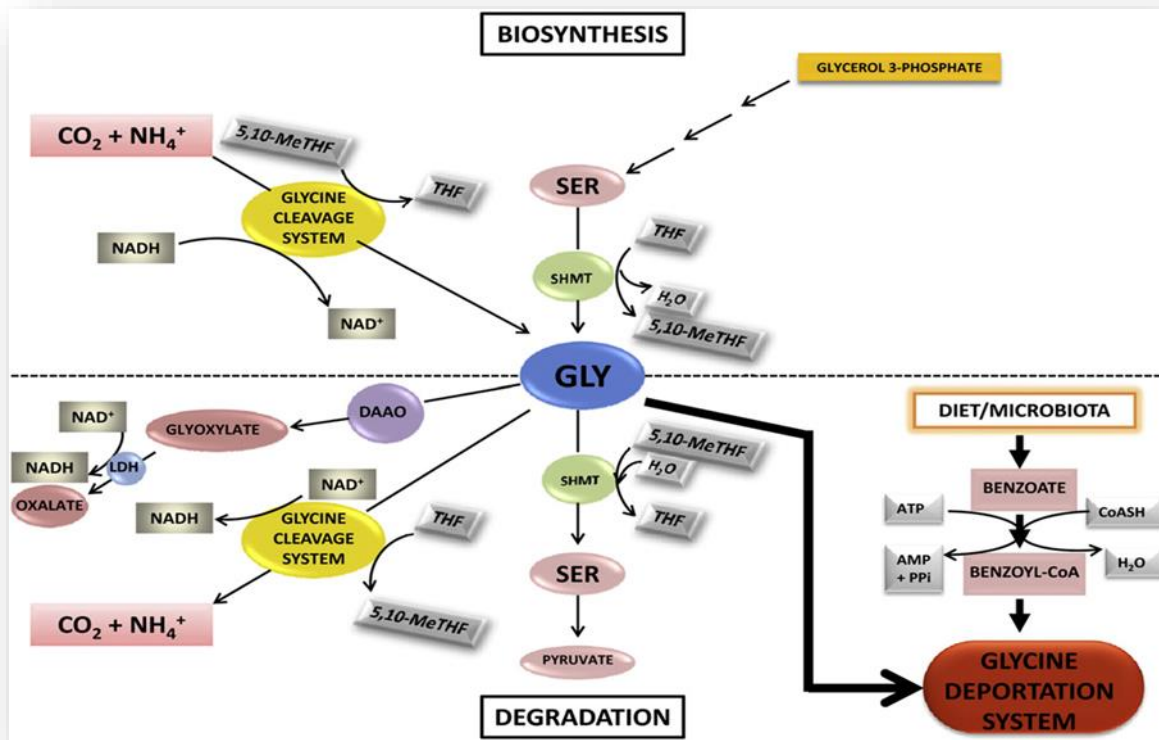 BIOSYNTHESIS
GLYCEROL 3-PHOSPHATE
CO₂ + NH₄⁺
5,10-MeTHF
THF
GLYCINE
CLEAVAGE
SYSTEM
NADH
NAD⁺
SER
THF
SHMT
H₂O
5,10-MeTHF
GLY
DAAO
GLYOXYLATE
NAD⁺
NADH
LDH
OXALATE
NAD⁺
NADH
GLYCINE
CLEAVAGE
SYSTEM
THF
5,10-MeTHF
CO₂ + NH₄⁺
5,10-MeTHF
H₂O
SHMT
THF
SER
PYRUVATE
DIET/MICROBIOTA
BENZOATE
ATP
CoASH
AMP
+ PPi
H₂O
BENZOYL-CoA
GLYCINE
DEPORTATION
SYSTEM
DEGRADATION